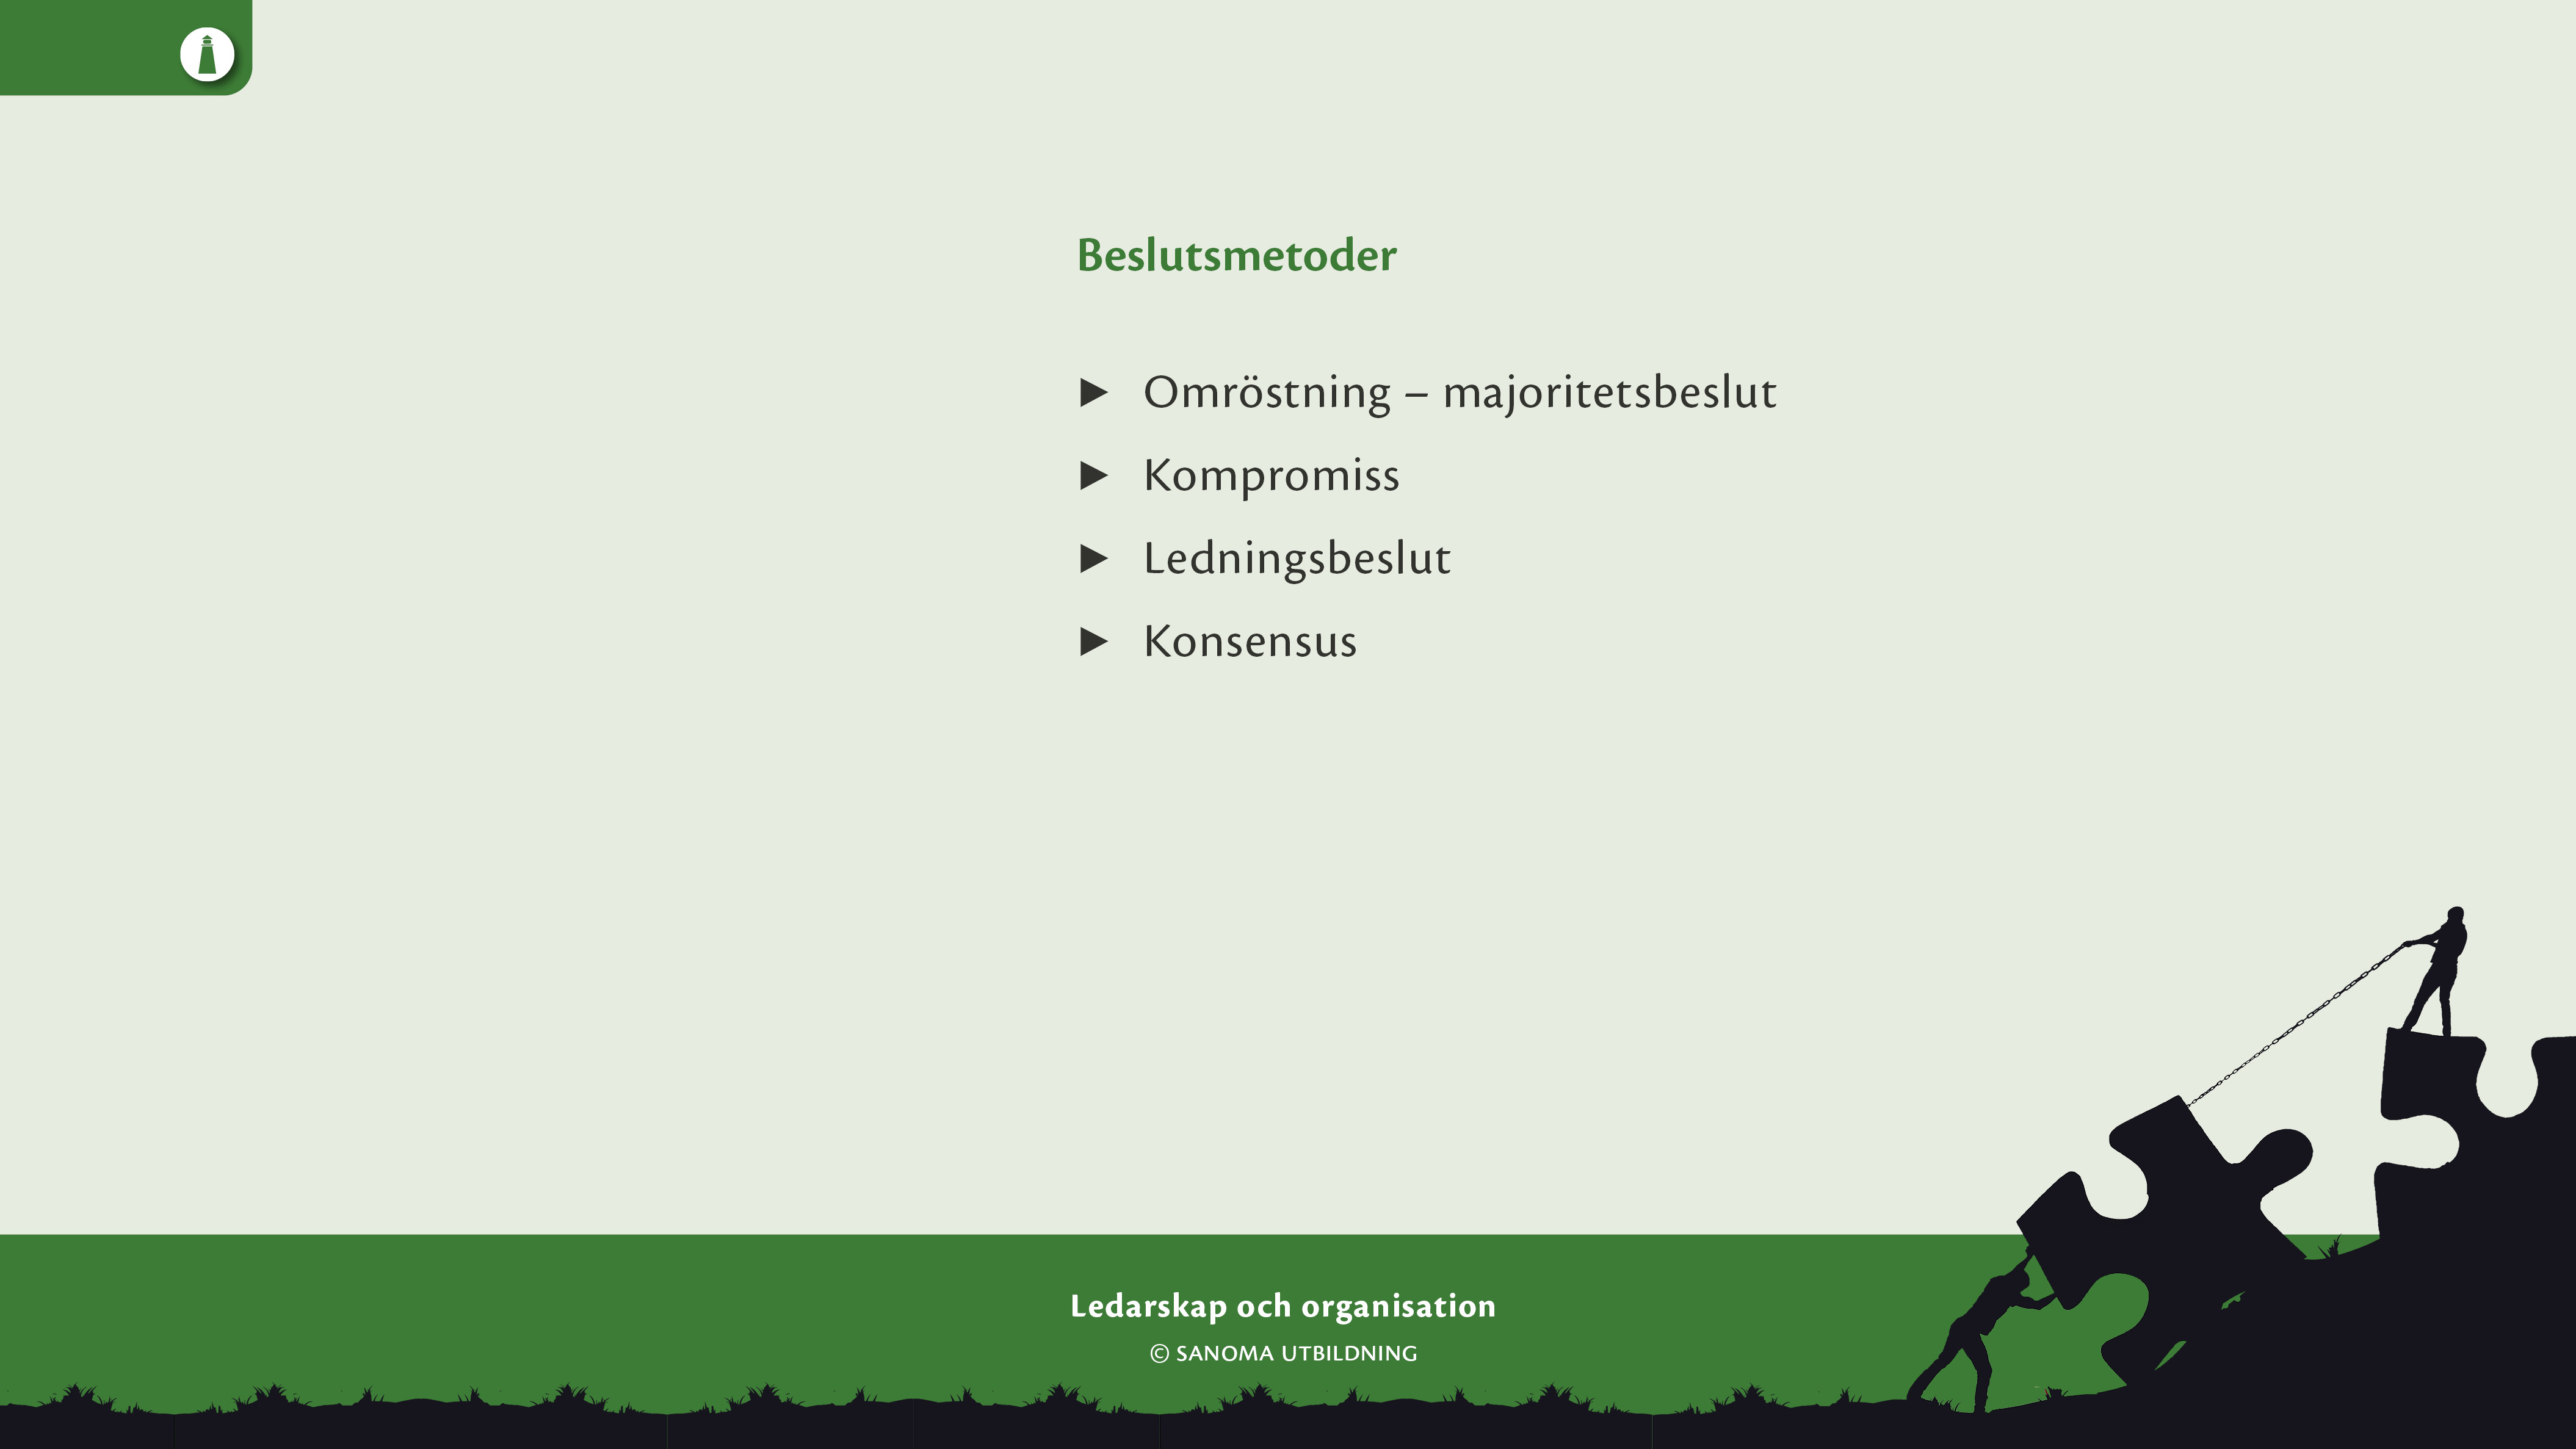 Beslutsmetoder
► Omröstning – majoritetsbeslut
► Kompromiss
► Ledningsbeslut
► Konsensus
Ledarskap och organisation
© SANOMA UTBILDNING